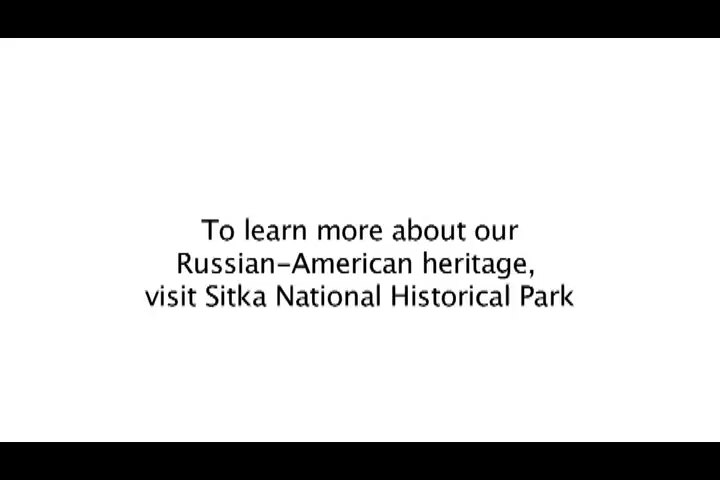 To learn more about our
Russian-American heritage,
visit Sitka National Historical Park